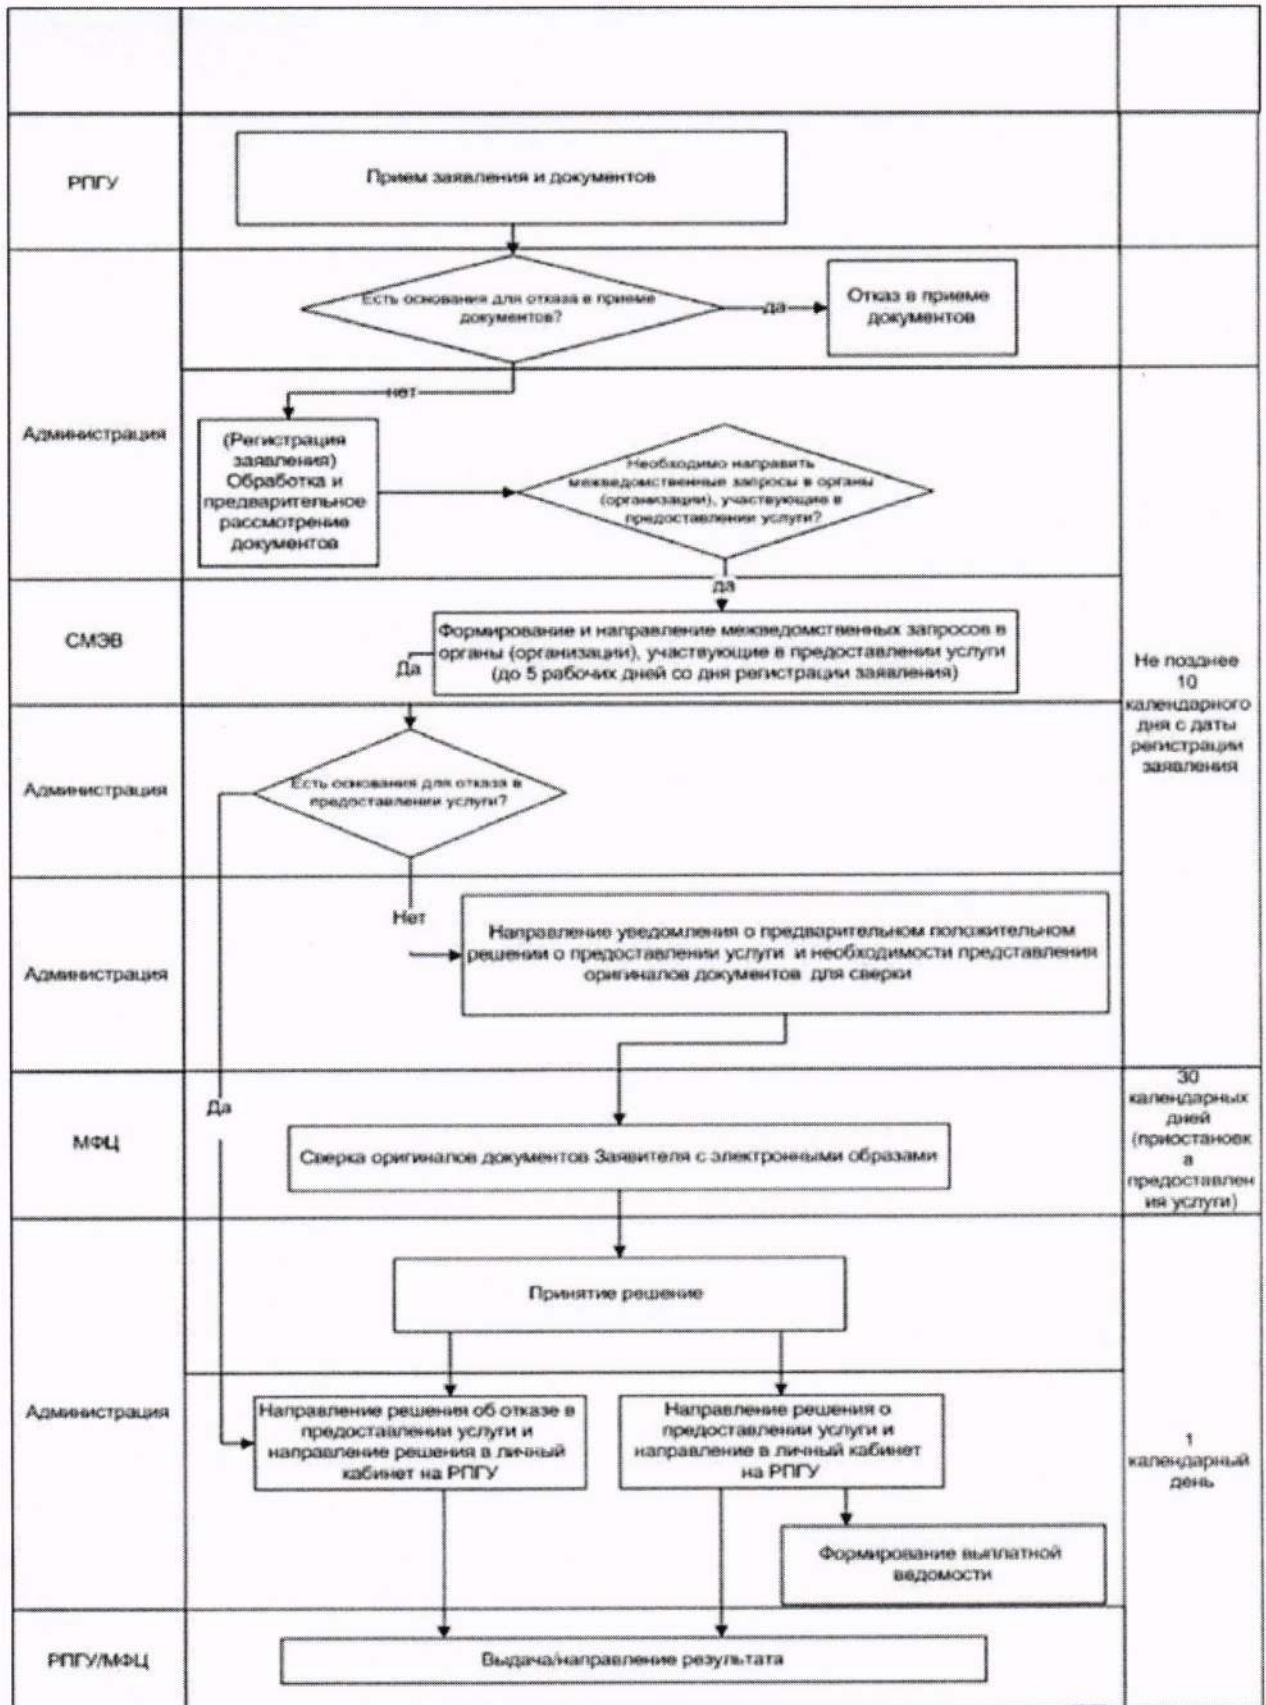 РПГУ
Прием заявления и документов
Есть основания для отказа в приеме
документов?
да
Отказ в приеме
документов
нет
Администрация
(Регистрация
заявления)
Обработка и
предварительное
рассмотрение
документов
Необходимо направить
межведомственные запросы в органы
(организации), участвующие в
предоставлении услуги?
да
СМЭВ
Формирование и направление межведомственных запросов в
органы (организации), участвующие в предоставлении услуги
(до 5 рабочих дней со дня регистрации заявления)
Да
Не позднее
10
календарного
дня с даты
регистрации
заявления
Администрация
Есть основания для отказа в
предоставлении услуги?
Нет
Администрация
Направление уведомления о предварительном положительном
решении о предоставлении услуги и необходимости представления
оригиналов документов для сверки
Да
МФЦ
Сверка оригиналов документов Заявителя с электронными образами
30
календарных
дней
(приостановк
а
предоставлен
ия услуги)
Принятие решение
Администрация
Направление решения об отказе в
предоставлении услуги и
направление решения в личный
кабинет на РПГУ
Направление решения о
предоставлении услуги и
направление в личный кабинет
на РПГУ
1
календарный
день
Формирование выплатной
ведомости
РПГУ/МФЦ
Выдача/направление результата